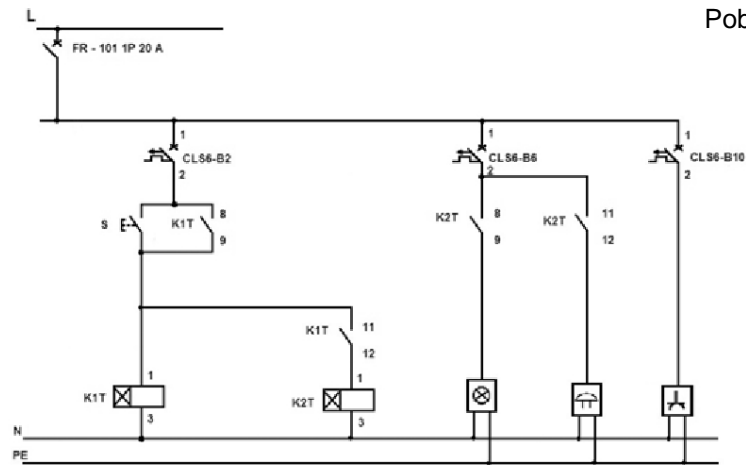 L
Pob
FR - 101 1P 20 A
1
CLS6-B2
2
1
CLS6-B6
2
1
CLS6-B10
2
S
K1T
8
9
K2T
8
9
K2T
11
12
K1T
11
12
K1T
1
3
K2T
1
3
N
PE